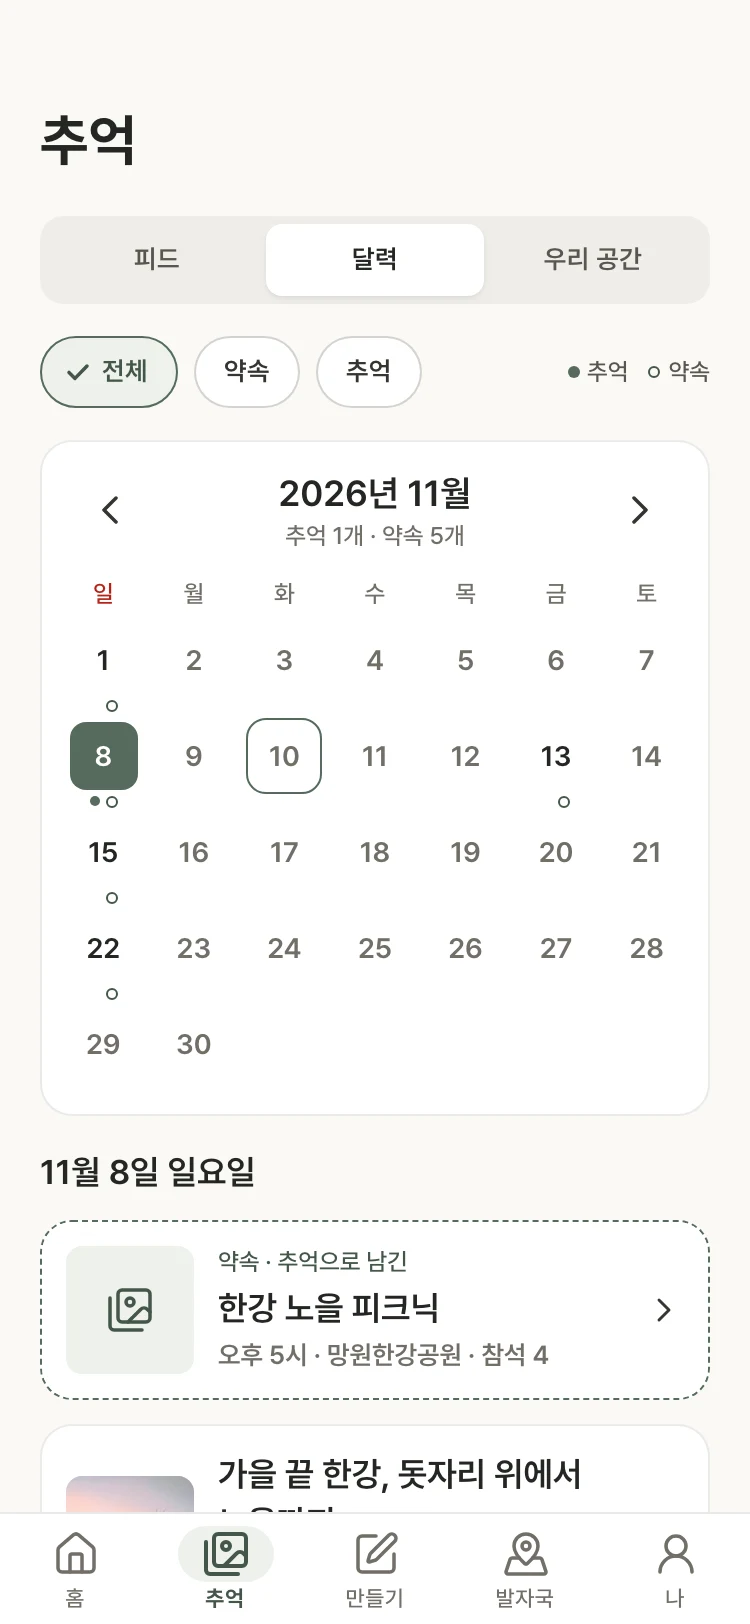 추억
피드 달력 우리 공간
전체 약속 추억 추억 약속
2026년 11월
추억 1개 · 약속 5개
일 월 화 수 목 금 토
1 2 3 4 5 6 7
8 9 10 11 12 13 14
15 16 17 18 19 20 21
22 23 24 25 26 27 28
29 30
11월 8일 일요일
약속 · 추억으로 남긴
한강 노을 피크닉
오후 5시 · 망원한강공원 · 참석 4
가을 끝 한강, 돗자리 위에서
홈 추억 만들기 발자국 나